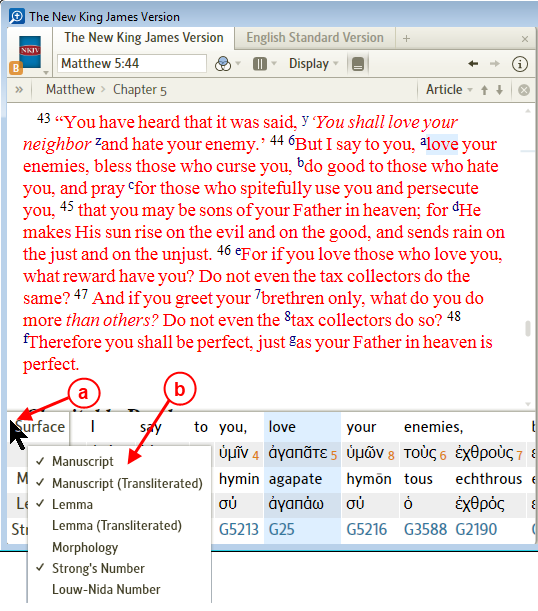 The New King James Version
The New King James Version English Standard Version +
NKJV
B
Matthew 5:44 Display
» Matthew › Chapter 5 Article
43 “You have heard that it was said, y ‘You shall love your
neighbor zand hate your enemy.’ 44 6But I say to you, alove your
enemies, bless those who curse you, bdo good to those who hate
you, and pray cfor those who spitefully use you and persecute
you, 45 that you may be sons of your Father in heaven; for dHe
makes His sun rise on the evil and on the good, and sends rain on
the just and on the unjust. 46 eFor if you love those who love you,
what reward have you? Do not even the tax collectors do the
same? 47 And if you greet your 7brethren only, what do you do
more than others? Do not even the 8tax collectors do so? 48
fTherefore you shall be perfect, just gas your Father in heaven is
perfect.
a
b
Surface I say to you, love your enemies, b
ὑμῖν 4 ἀγαπᾶτε 5 ὑμῶν 8 τοὺς 6 ἐχθροὺς 7 ε
M hymin agapate hymōn tous echthrous e
Le σύ ἀγαπάω σύ ὁ ἐχθρός ε
Str G5213 G25 G5216 G3588 G2190
✓ Manuscript
✓ Manuscript (Transliterated)
✓ Lemma
Lemma (Transliterated)
Morphology
✓ Strong's Number
Louw-Nida Number